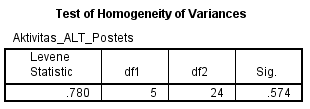 Test of Homogeneity of Variances
Aktivitas_ALT_Postets
Levene Statistic df1 df2 Sig.
.780 5 24 .574